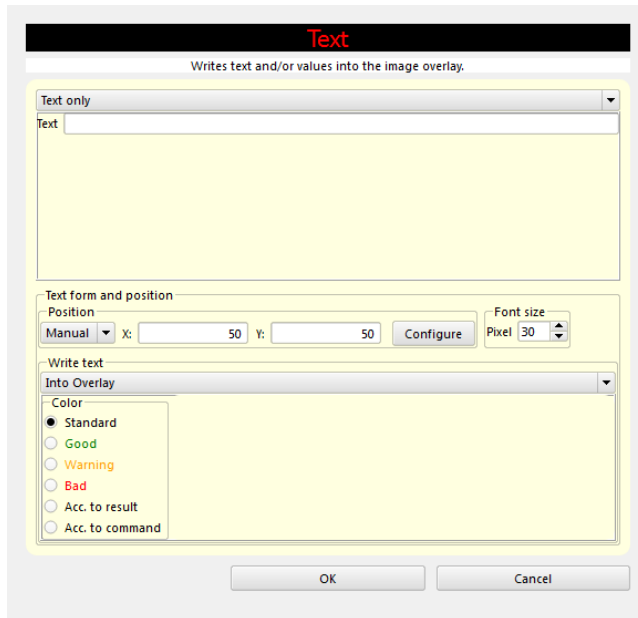 Text
Writes text and/or values into the image overlay.
Text only
Text
Text form and position
Position
Font size
Manual X: 50 Y: 50 Configure Pixel 30
Write text
Into Overlay
Color
Standard
Good
Warning
Bad
Acc. to result
Acc. to command
OK Cancel